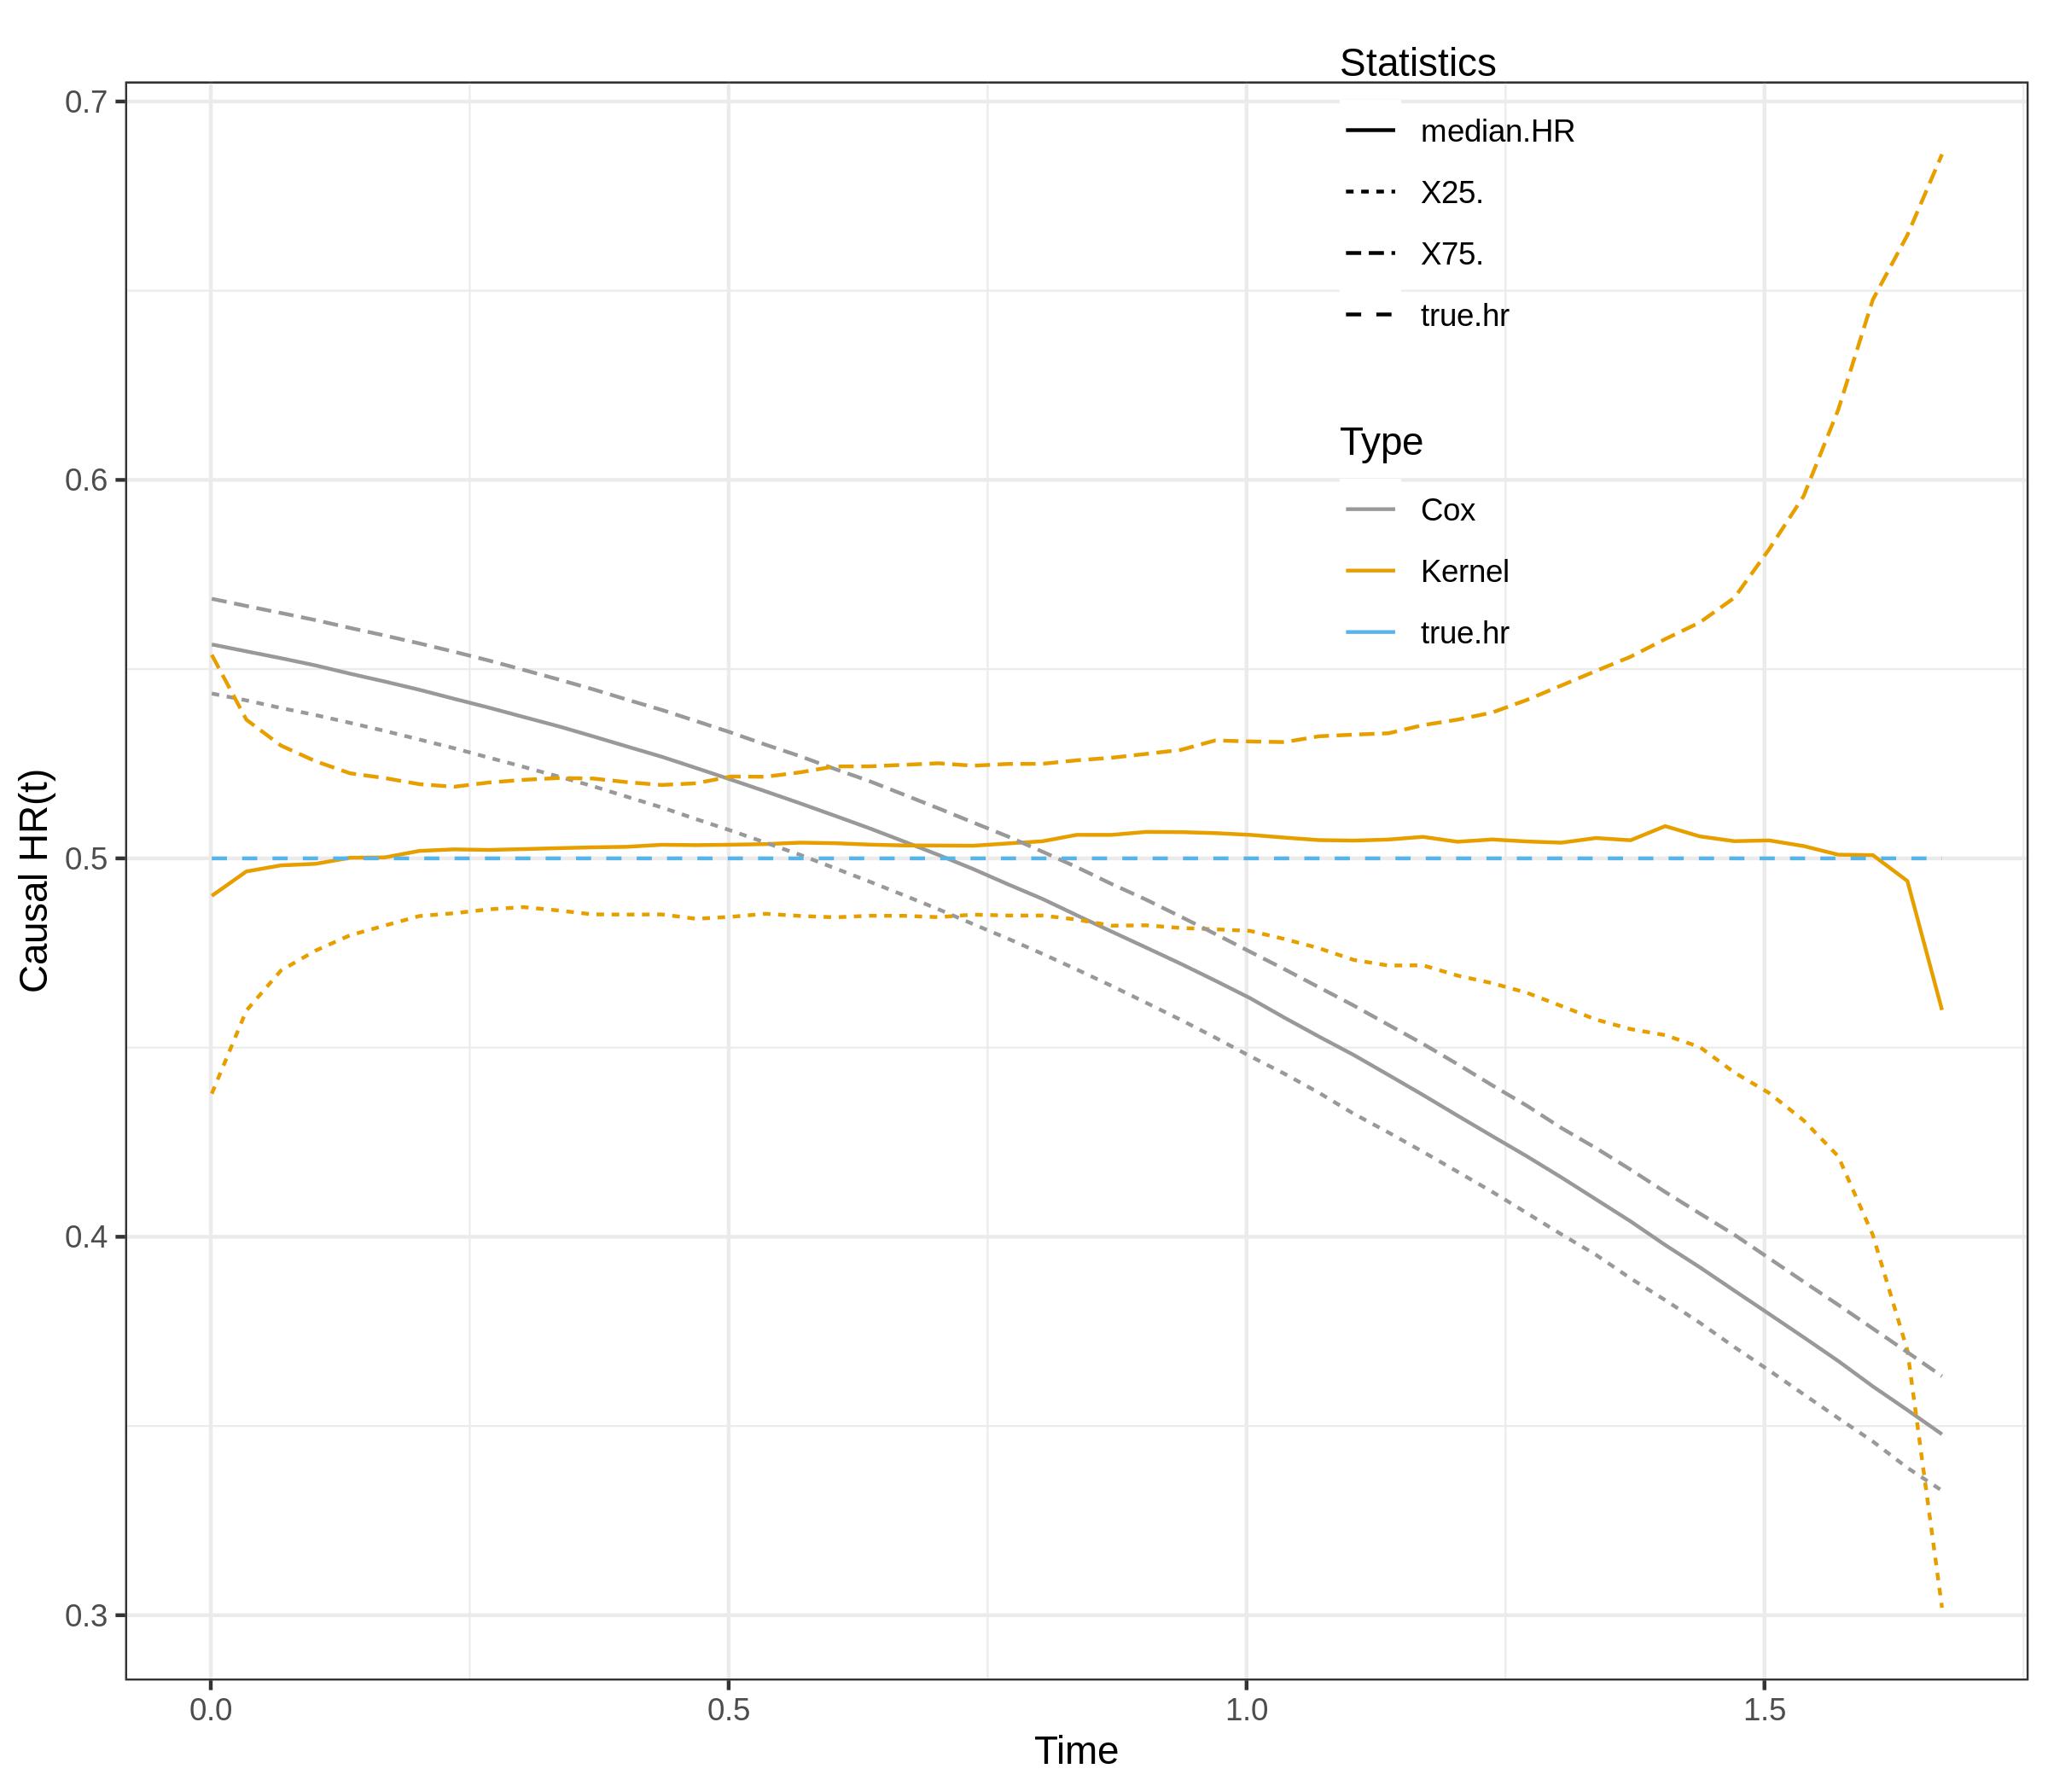 Statistics
median.HR
X25.
X75.
true.hr
Type
Cox
Kernel
true.hr
Causal HR(t)
0.7
0.6
0.5
0.4
0.3
0.0 0.5 1.0 1.5
Time